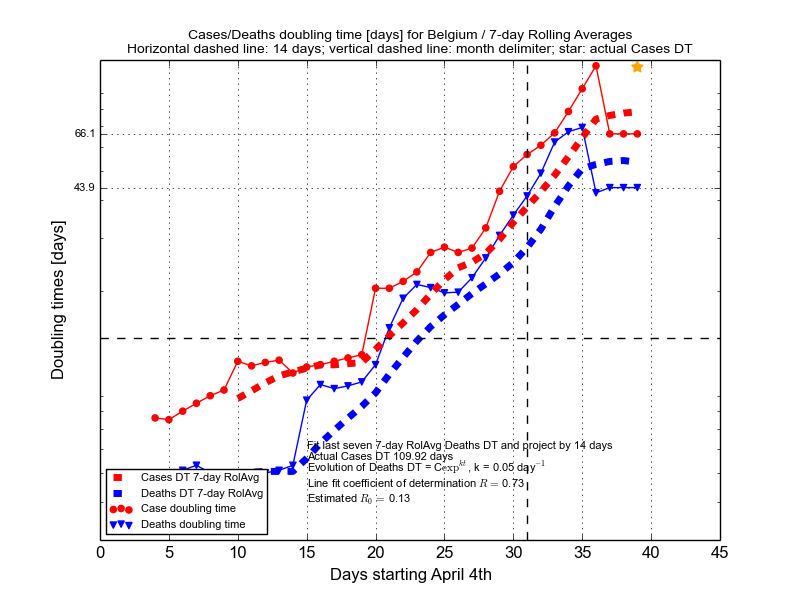 Cases/Deaths doubling time [days] for Belgium / 7-day Rolling Averages
Horizontal dashed line: 14 days; vertical dashed line: month delimiter; star: actual Cases DT
66.1
43.9
Doubling times [days]
Fit last seven 7-day RolAvg Deaths DT and project by 14 days
Actual Cases DT 109.92 days
Evolution of Deaths DT = Cexp^{kt}, k = 0.05 day^{-1}
Line fit coefficient of determination R = 0.73
Estimated R_0 = 0.13
Cases DT 7-day RolAvg
Deaths DT 7-day RolAvg
Case doubling time
Deaths doubling time
0 5 10 15 20 25 30 35 40 45
Days starting April 4th